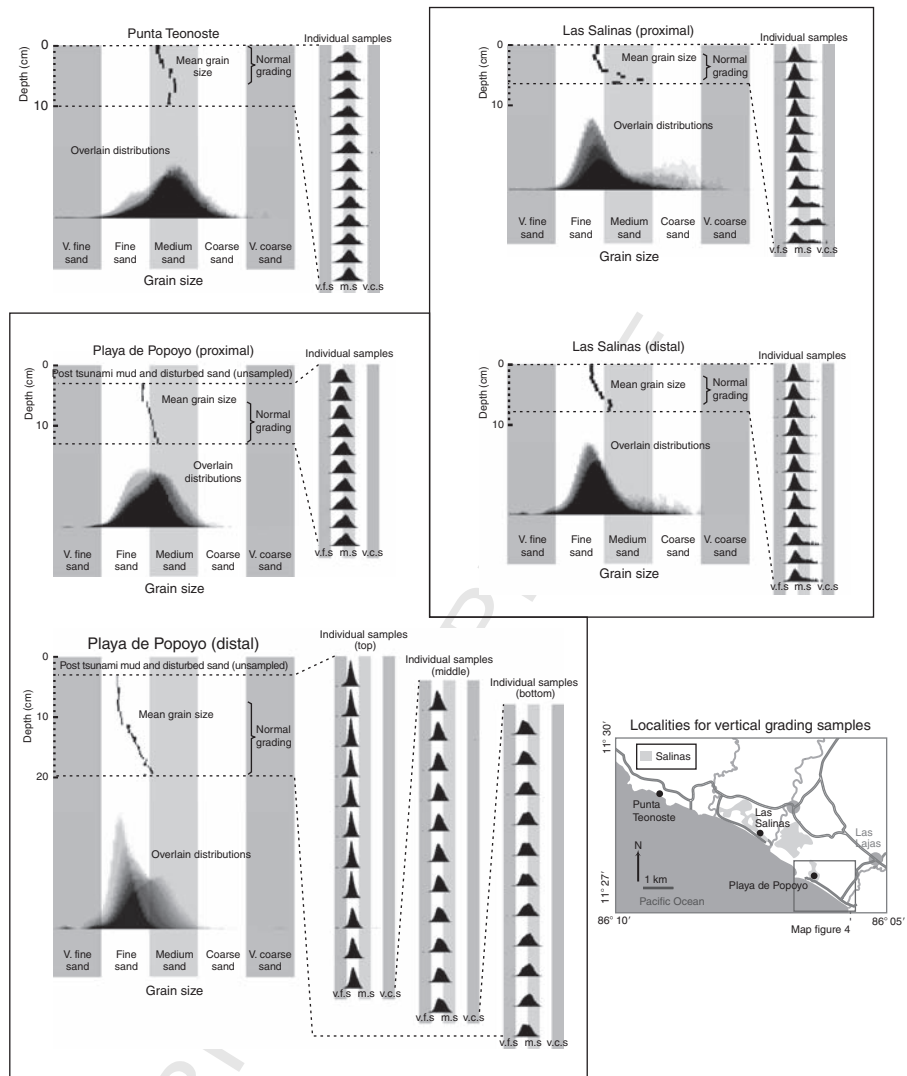 Punta Teonoste
Individual samples
Depth (cm)
0
10
Mean grain size
Normal grading
Overlain distributions
V. fine sand
Fine sand
Medium sand
Coarse sand
V. coarse sand
Grain size
v.f.s m.s v.c.s
Las Salinas (proximal)
Individual samples
Depth (cm)
0
10
Mean grain size
Normal grading
Overlain distributions
V. fine sand
Fine sand
Medium sand
Coarse sand
V. coarse sand
Grain size
v.f.s m.s v.c.s
Playa de Popoyo (proximal)
Individual samples
Depth (cm)
0
10
Post tsunami mud and disturbed sand (unsampled)
Mean grain size
Normal grading
Overlain distributions
V. fine sand
Fine sand
Medium sand
Coarse sand
V. coarse sand
Grain size
v.f.s m.s v.c.s
Las Salinas (distal)
Individual samples
Depth (cm)
0
10
Mean grain size
Normal grading
Overlain distributions
V. fine sand
Fine sand
Medium sand
Coarse sand
V. coarse sand
Grain size
v.f.s m.s v.c.s
Playa de Popoyo (distal)
Individual samples
(top)
Individual samples
(middle)
Individual samples
(bottom)
Depth (cm)
0
10
20
Post tsunami mud and disturbed sand (unsampled)
Mean grain size
Normal grading
Overlain distributions
V. fine sand
Fine sand
Medium sand
Coarse sand
V. coarse sand
Grain size
v.f.s m.s v.c.s
v.f.s m.s v.c.s
v.f.s m.s v.c.s
Localities for vertical grading samples
11° 30′
Salinas
Punta Teonoste
Las Salinas
Las Lajas
N
1 km
Playa de Popoyo
Pacific Ocean
11° 27′
86° 10′
86° 05′
Map figure 4